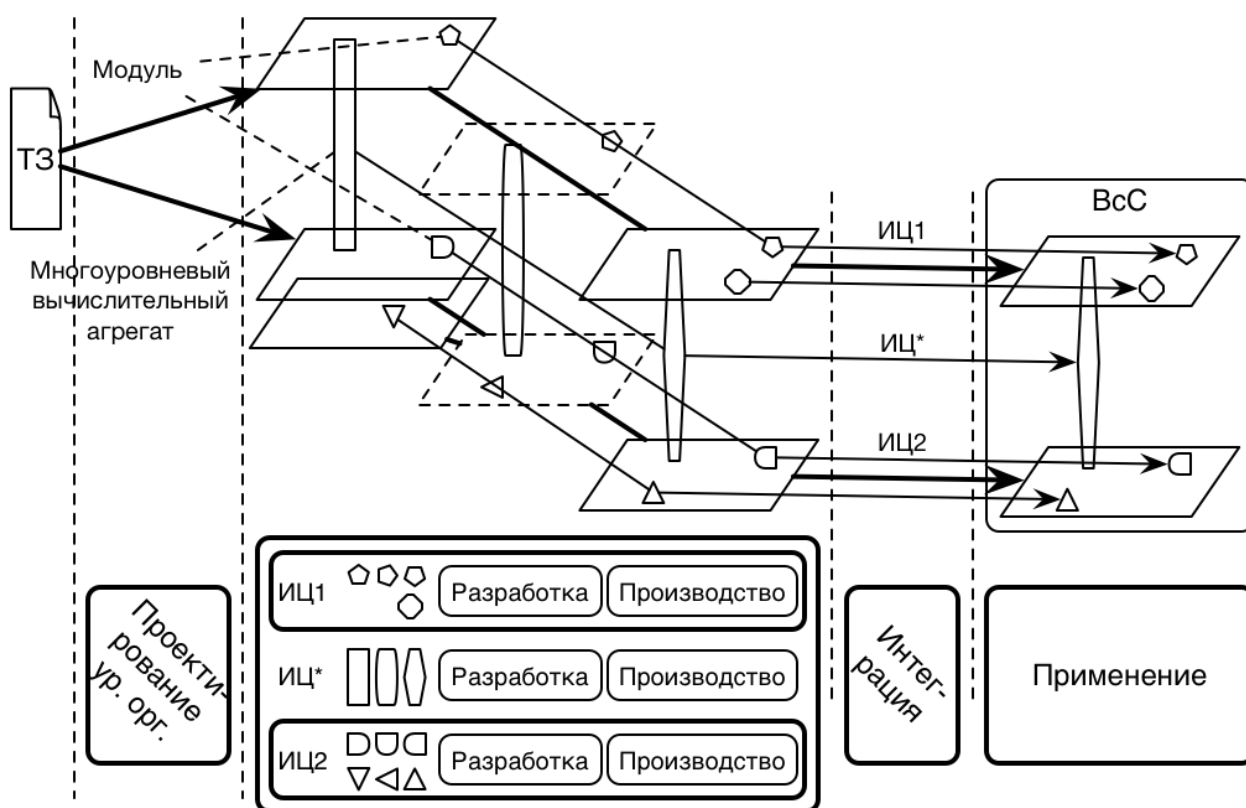 Модуль
ТЗ
Многоуровневый
вычислительный
агрегат
ВсС
ИЦ1
ИЦ*
ИЦ2
Проекти-
рование
ур. орг.
ИЦ1
Разработка
Производство
ИЦ*
Разработка
Производство
ИЦ2
Разработка
Производство
Интег-
рация
Применение